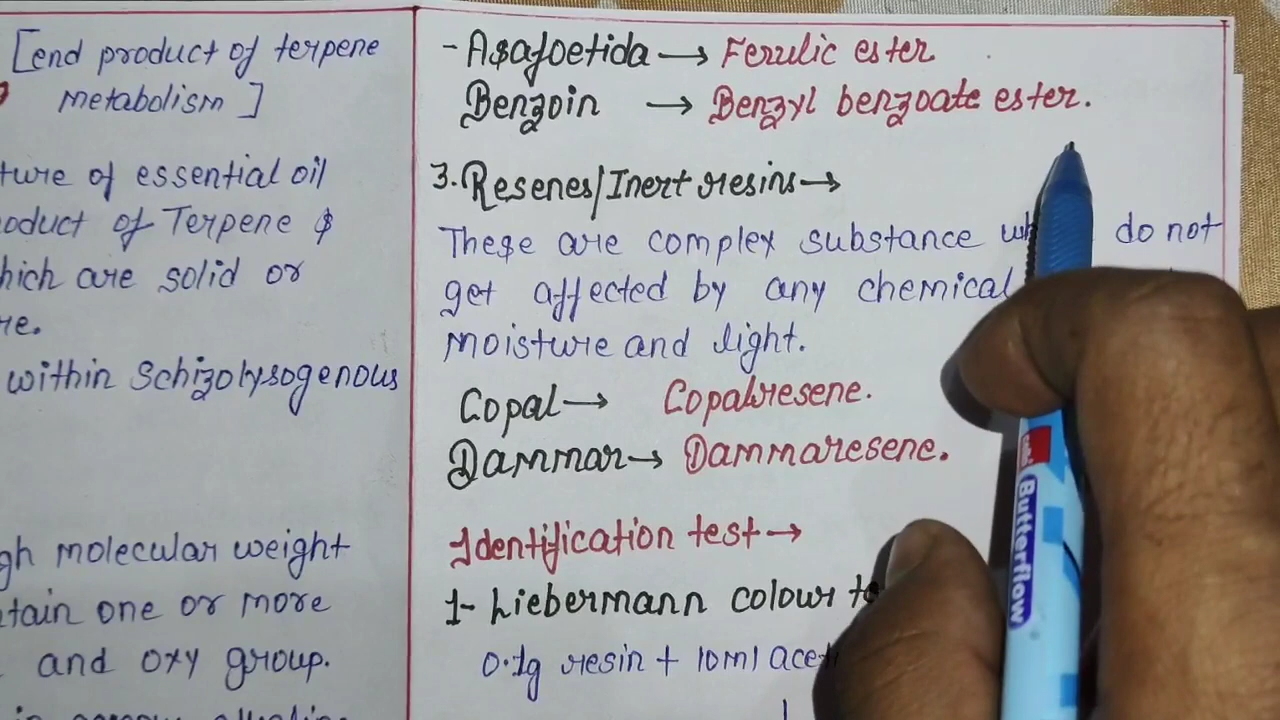 [end product of terpene
metabolism]
ture of essential oil
oduct of Terpene &
hich are solid or
re.
within Schizolysogenous
gh molecular weight
ntain one or more
and oxy group.
- Asafoetida → Ferulic ester
Benzoin → Benzyl benzoate ester.
3. Resenes/Inert resins →
These are complex substance wh do not
get affected by any chemical
moisture and light.
Copal → Copalresene.
Dammar → Dammaresene.
Identification test →
1- Liebermann colour te
0.1g resin + 10ml acet
Butterflow